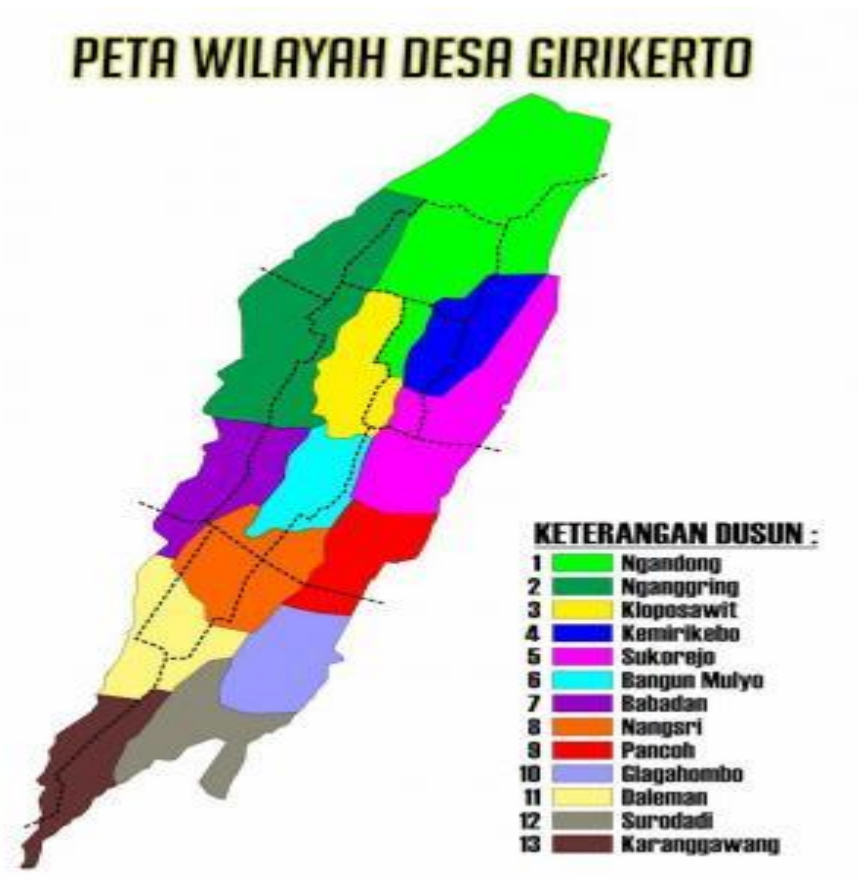 PETA WILAYAH DESA GIRIKERTO
KETERANGAN DUSUN :
1 Ngandong
2 Nganggring
3 Kloposawit
4 Kemirikebo
5 Sukorejo
6 Bangun Mulyo
7 Babadan
8 Nangsri
9 Pancoh
10 Glagahombo
11 Daleman
12 Surodadi
13 Karanggawang